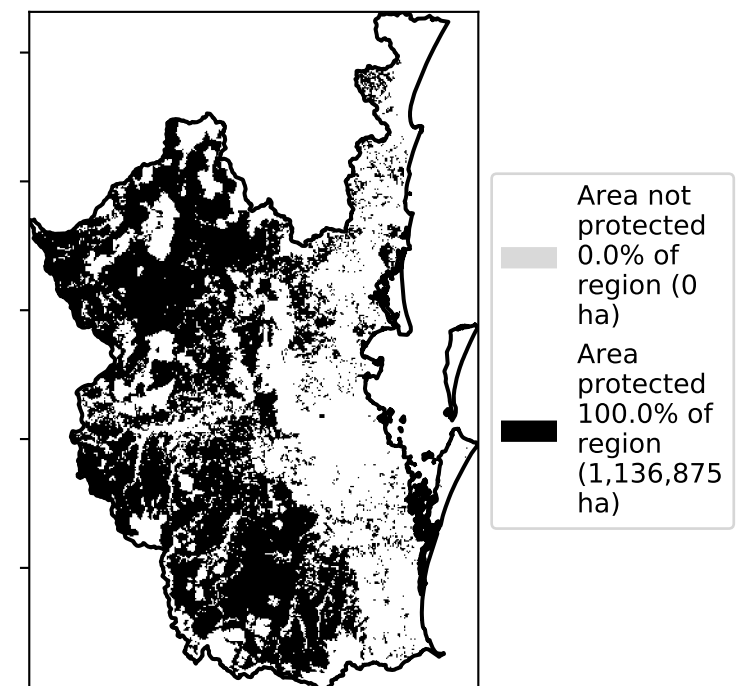 Area not
protected
0.0% of
region (0
ha)
Area
protected
100.0% of
region
(1,136,875
ha)